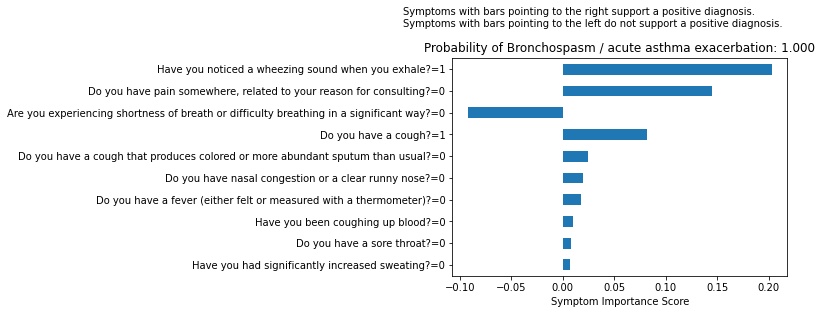 Symptoms with bars pointing to the right support a positive diagnosis.
Symptoms with bars pointing to the left do not support a positive diagnosis.
Probability of Bronchospasm / acute asthma exacerbation: 1.000
Have you noticed a wheezing sound when you exhale?=1
Do you have pain somewhere, related to your reason for consulting?=0
Are you experiencing shortness of breath or difficulty breathing in a significant way?=0
Do you have a cough?=1
Do you have a cough that produces colored or more abundant sputum than usual?=0
Do you have nasal congestion or a clear runny nose?=0
Do you have a fever (either felt or measured with a thermometer)?=0
Have you been coughing up blood?=0
Do you have a sore throat?=0
Have you had significantly increased sweating?=0
−0.10 −0.05 0.00 0.05 0.10 0.15 0.20
Symptom Importance Score